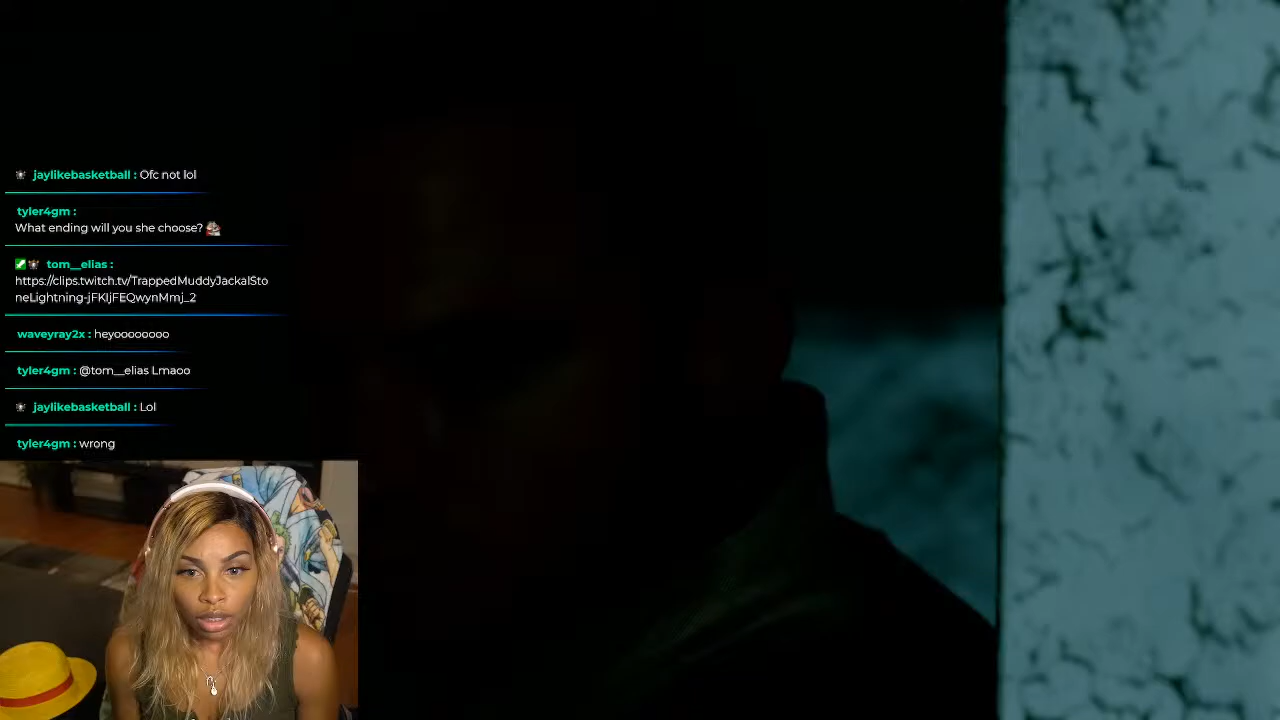 jaylikebasketball : Ofc not lol
tyler4gm :
What ending will you she choose?
tom__elias :
https://clips.twitch.tv/TrappedMuddyJackalSto
neLightning-jFKIjFEQwynMmj_2
waveyray2x : heyoooooooo
tyler4gm : @tom__elias Lmaoo
jaylikebasketball : Lol
tyler4gm : wrong